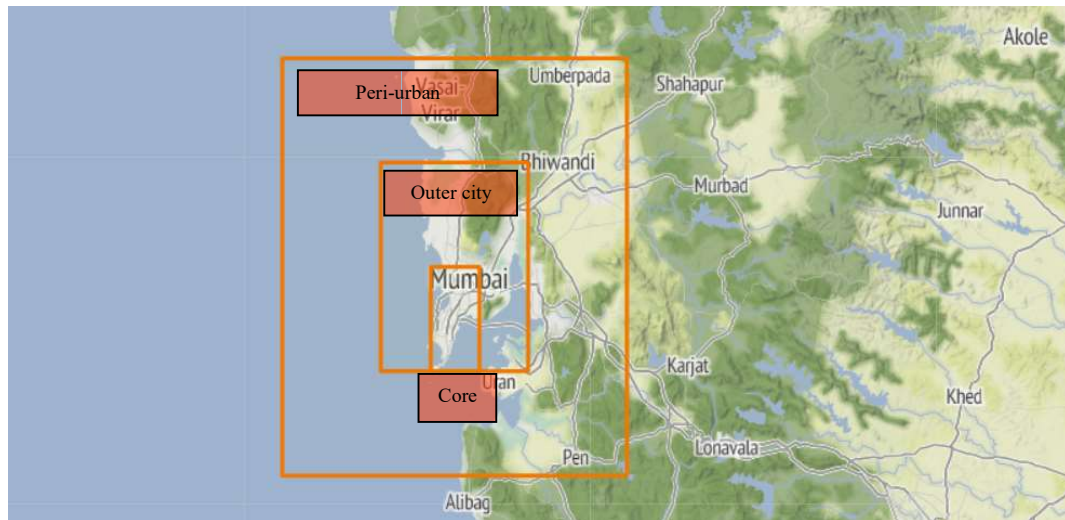 Akole
Peri-urban
Vasai-
Virar
Umberpada
Shahapur
Bhiwandi
Outer city
Murbad
Junnar
Mumbai
Uran
Karjat
Core
Khed
Pen
Lonavala
Alibag